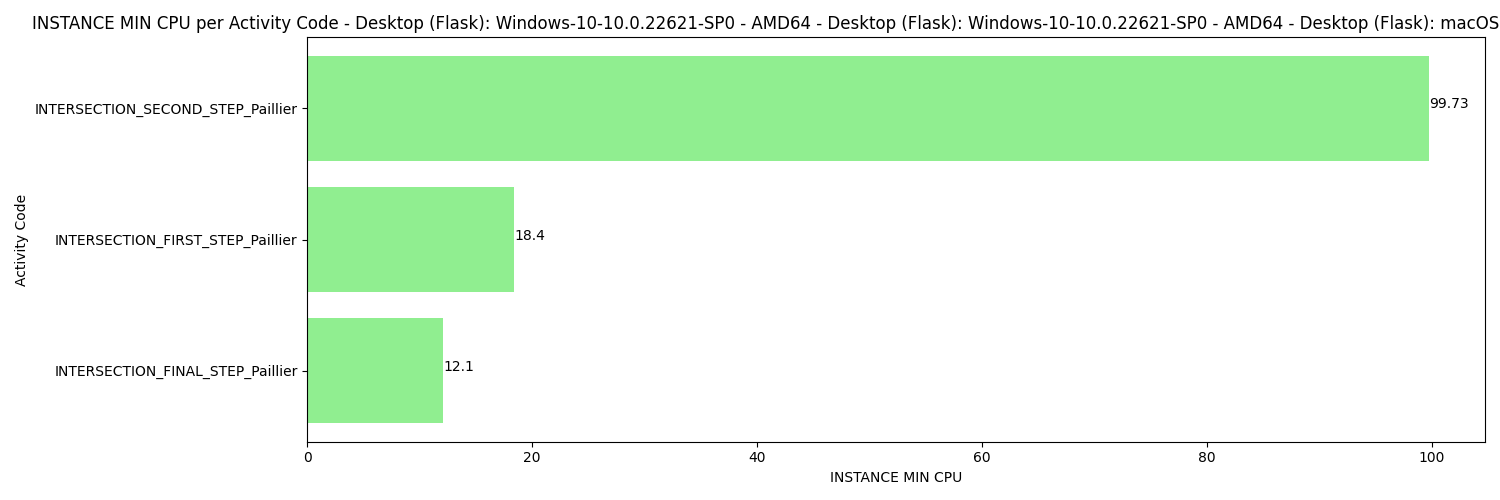 INSTANCE MIN CPU per Activity Code - Desktop (Flask): Windows-10-10.0.22621-SP0 - AMD64 - Desktop (Flask): Windows-10-10.0.22621-SP0 - AMD64 - Desktop (Flask): macOS
INTERSECTION_SECOND_STEP_Paillier
99.73
INTERSECTION_FIRST_STEP_Paillier
18.4
INTERSECTION_FINAL_STEP_Paillier
12.1
Activity Code
0 20 40 60 80 100
INSTANCE MIN CPU